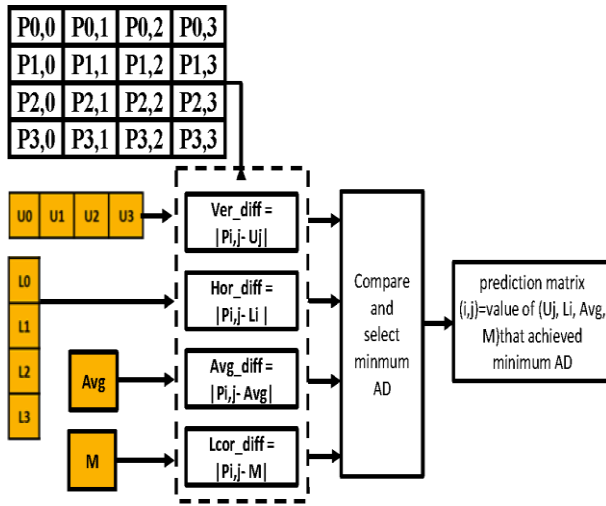 P0,0 P0,1 P0,2 P0,3
P1,0 P1,1 P1,2 P1,3
P2,0 P2,1 P2,2 P2,3
P3,0 P3,1 P3,2 P3,3
U0 U1 U2 U3
Ver_diff =
|Pi,j- Uj|
L0
L1
L2
L3
Hor_diff =
|Pi,j- Li |
Avg
Avg_diff =
|Pi,j- Avg|
M
Lcor_diff =
|Pi,j- M|
Compare
and
select
minmum
AD
prediction matrix
(i,j)=value of (Uj, Li, Avg,
M)that achieved
minimum AD